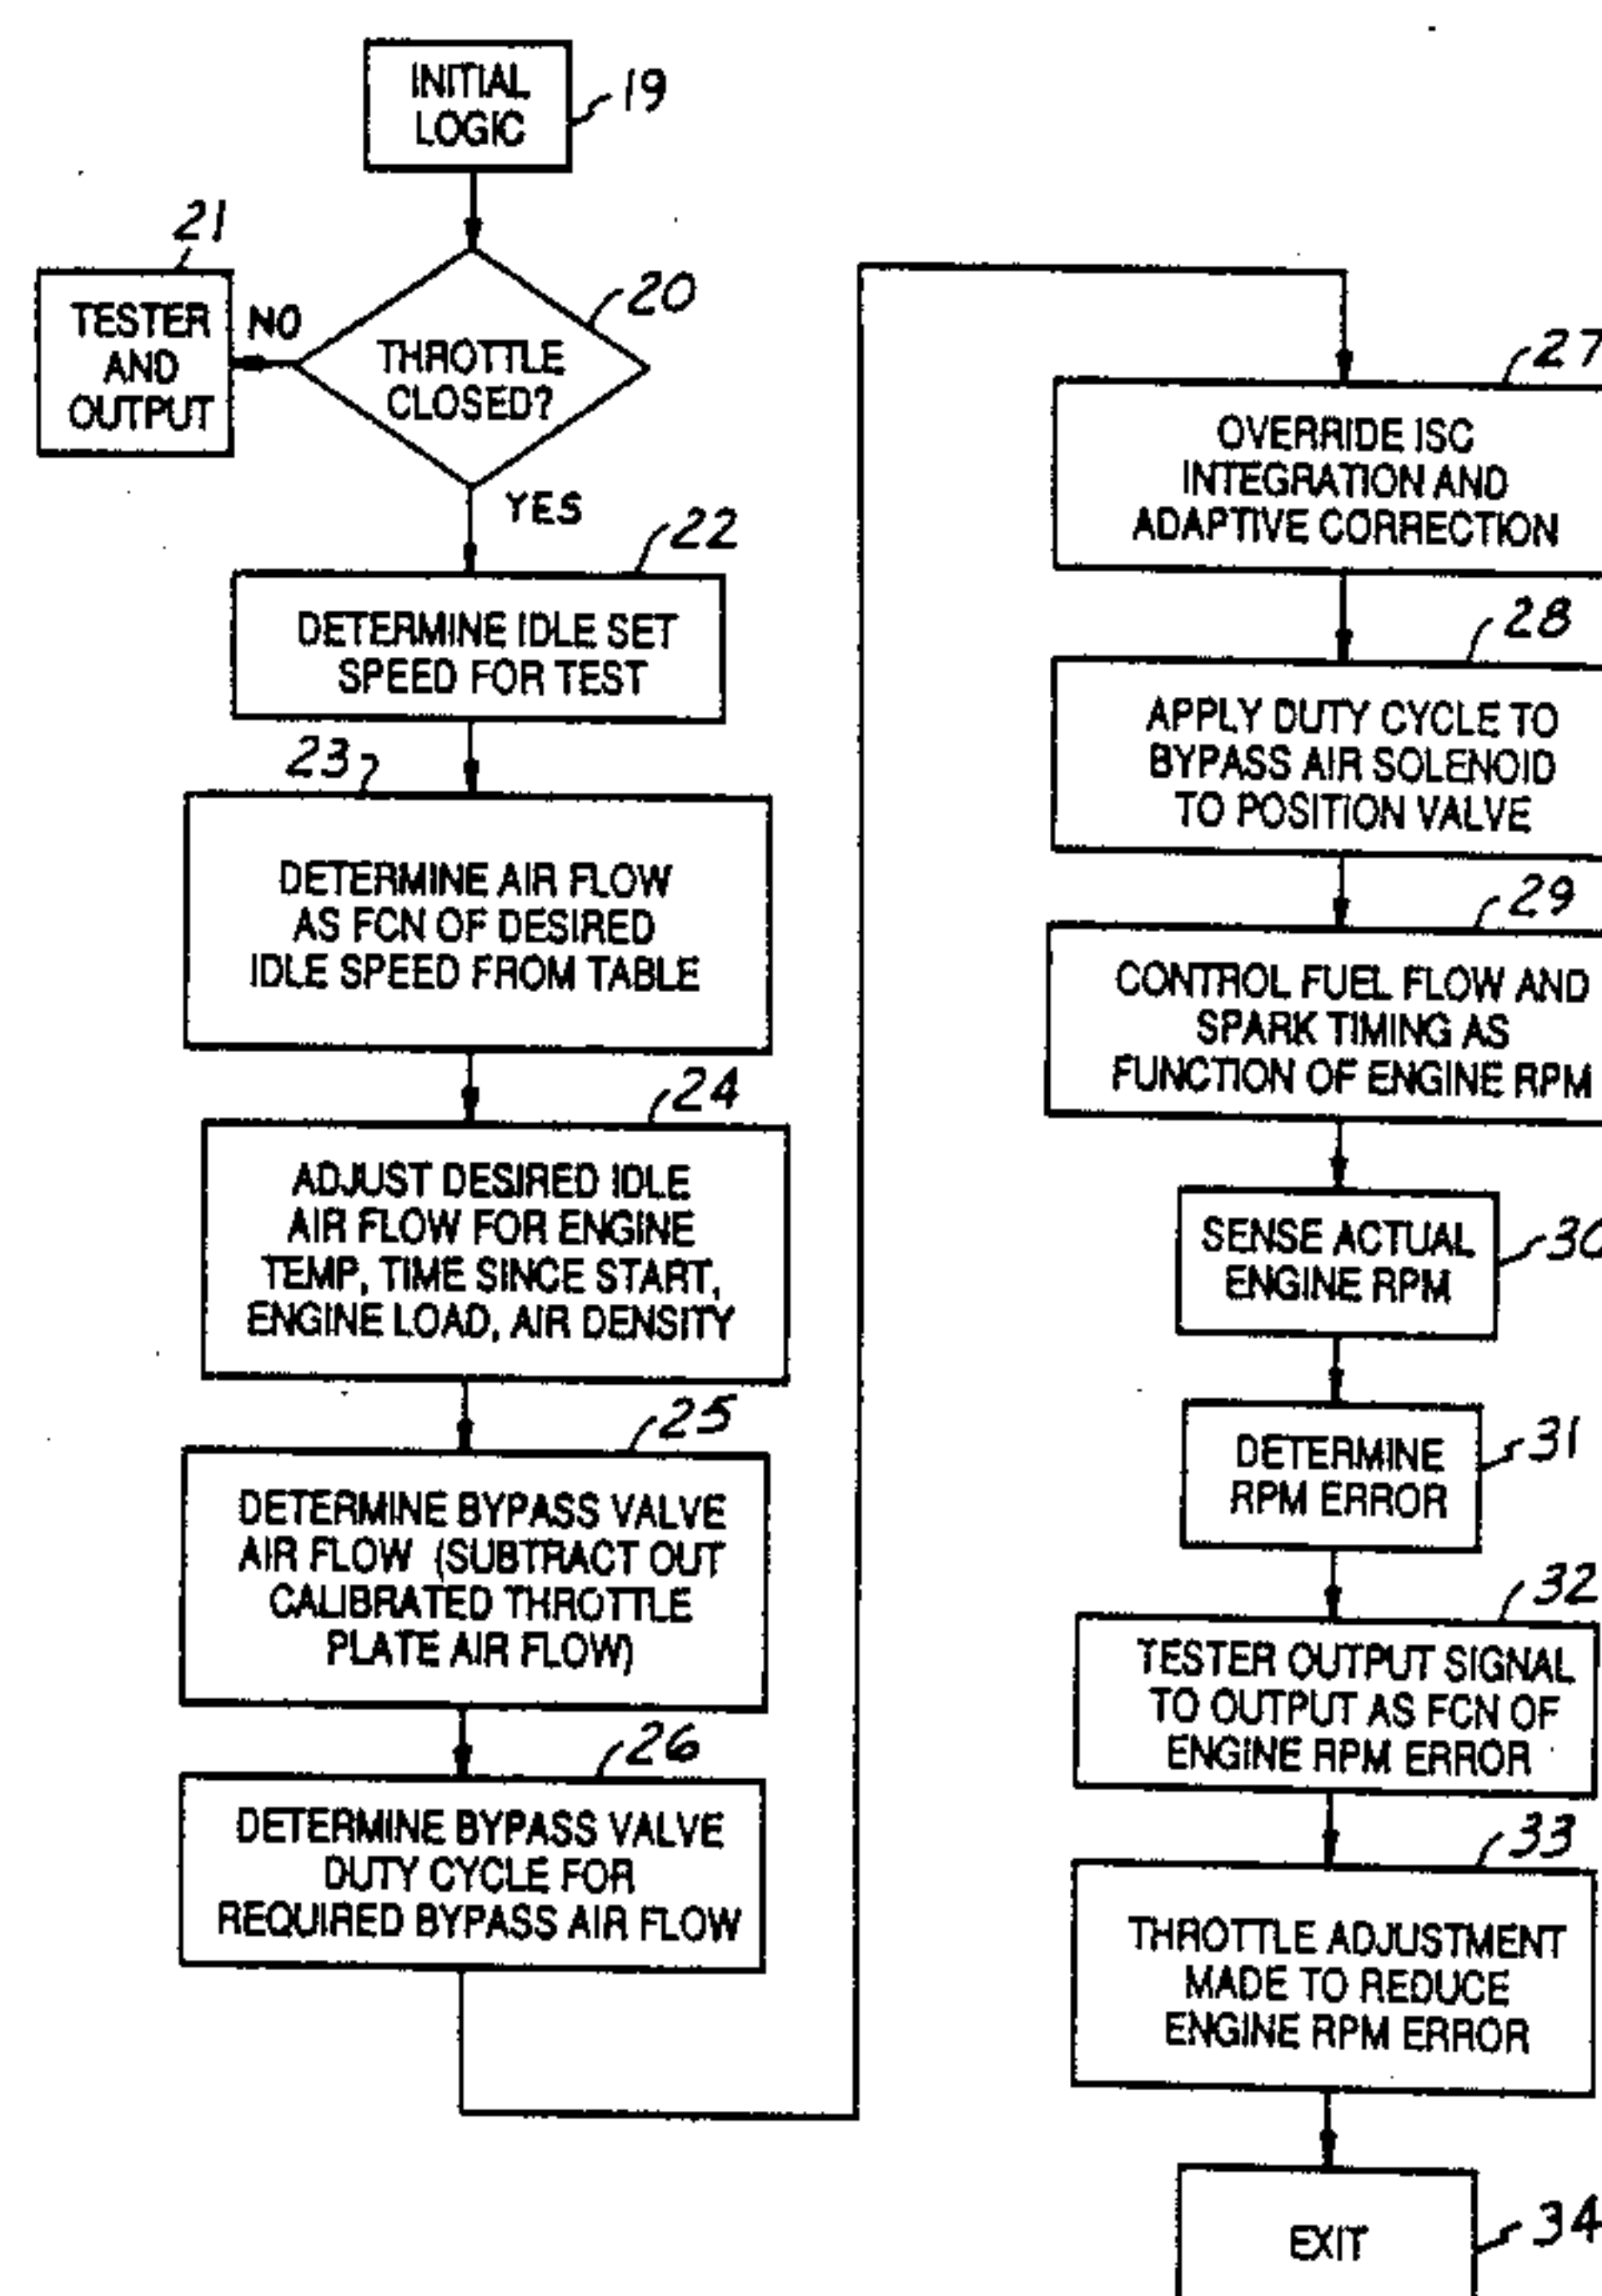 INITIAL
LOGIC
19
21
TESTER
AND
OUTPUT
NO
20
THROTTLE
CLOSED?
YES
22
DETERMINE IDLE SET
SPEED FOR TEST
23
DETERMINE AIR FLOW
AS FCN OF DESIRED
IDLE SPEED FROM TABLE
24
ADJUST DESIRED IDLE
AIR FLOW FOR ENGINE
TEMP, TIME SINCE START,
ENGINE LOAD, AIR DENSITY
25
DETERMINE BYPASS VALVE
AIR FLOW (SUBTRACT OUT
CALIBRATED THROTTLE
PLATE AIR FLOW)
26
DETERMINE BYPASS VALVE
DUTY CYCLE FOR
REQUIRED BYPASS AIR FLOW
27
OVERRIDE ISC
INTEGRATION AND
ADAPTIVE CORRECTION
28
APPLY DUTY CYCLE TO
BYPASS AIR SOLENOID
TO POSITION VALVE
29
CONTROL FUEL FLOW AND
SPARK TIMING AS
FUNCTION OF ENGINE RPM
30
SENSE ACTUAL
ENGINE RPM
31
DETERMINE
RPM ERROR
32
TESTER OUTPUT SIGNAL
TO OUTPUT AS FCN OF
ENGINE RPM ERROR
33
THROTTLE ADJUSTMENT
MADE TO REDUCE
ENGINE RPM ERROR
34
EXIT